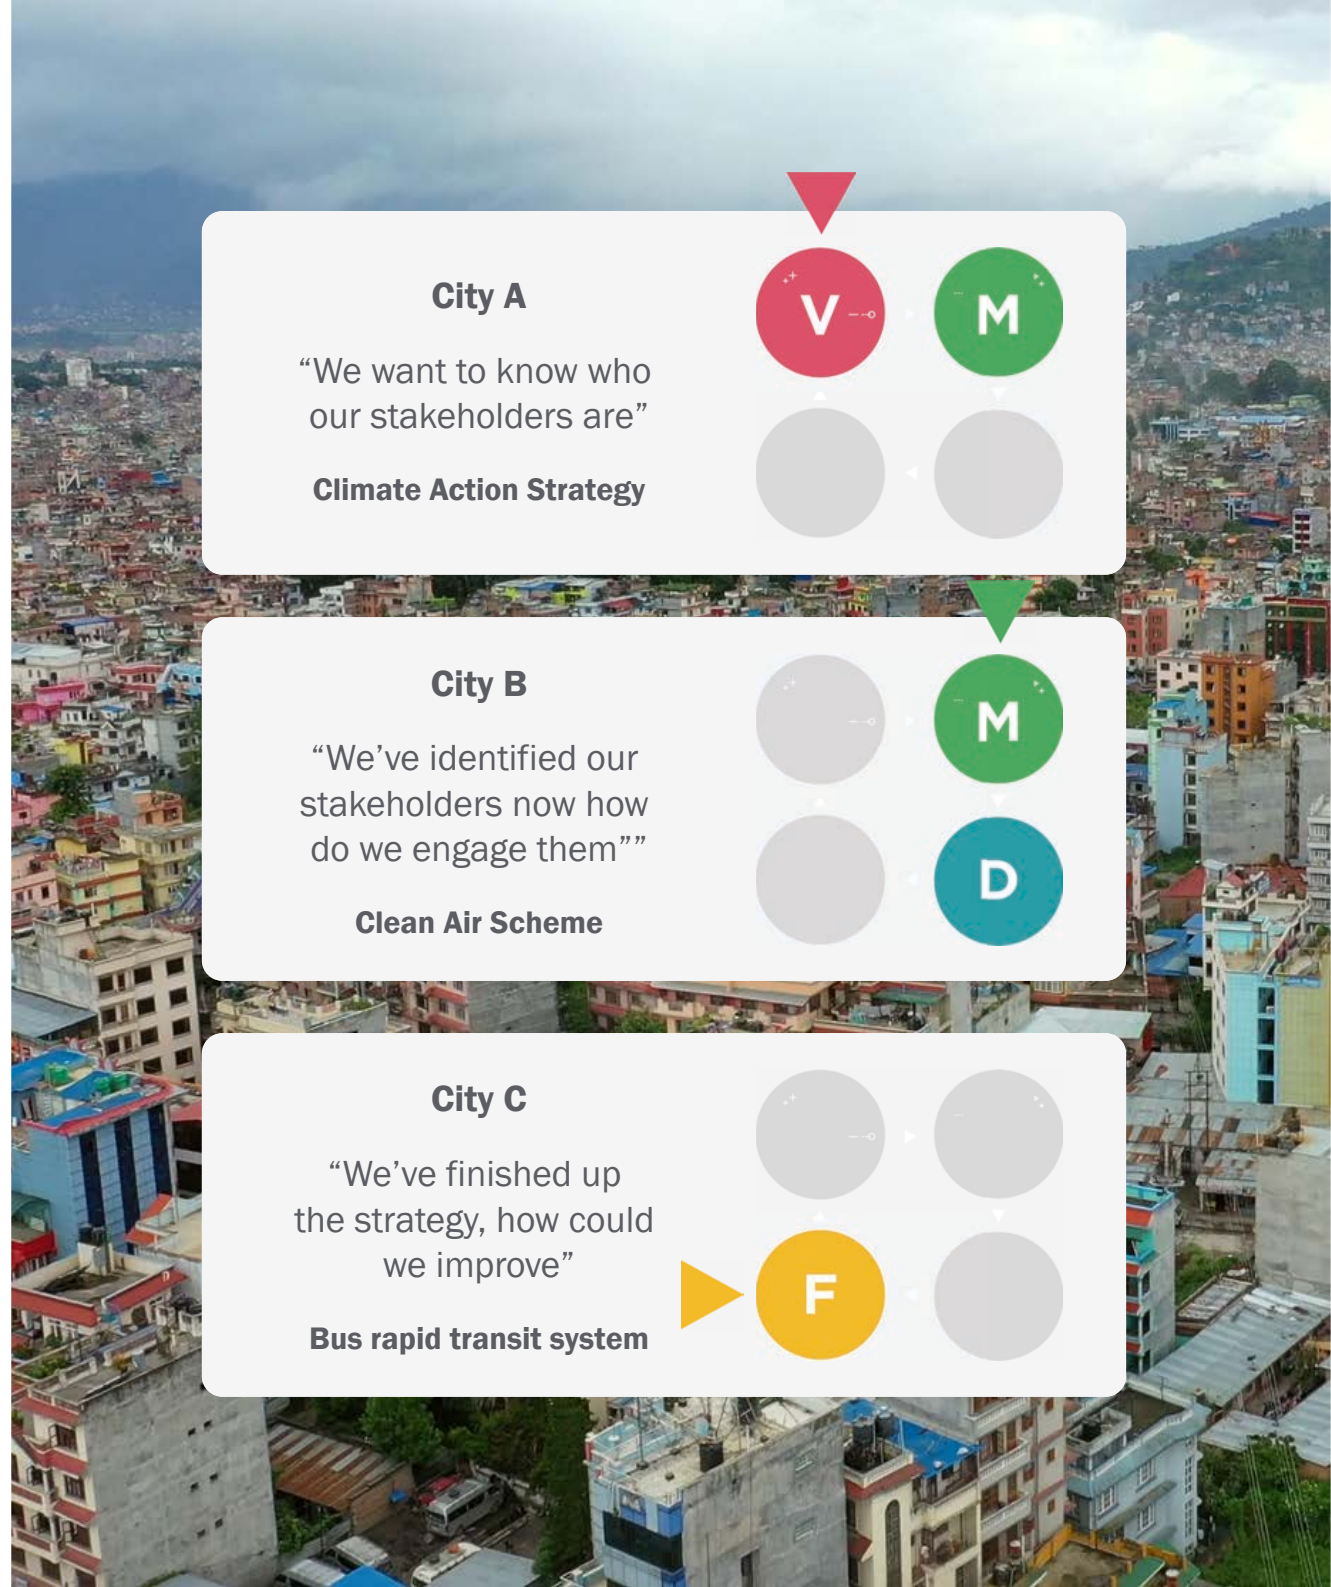 City A
“We want to know who
our stakeholders are”
Climate Action Strategy
V
M
City B
“We’ve identified our
stakeholders now how
do we engage them””
Clean Air Scheme
M
D
City C
“We’ve finished up
the strategy, how could
we improve”
Bus rapid transit system
F